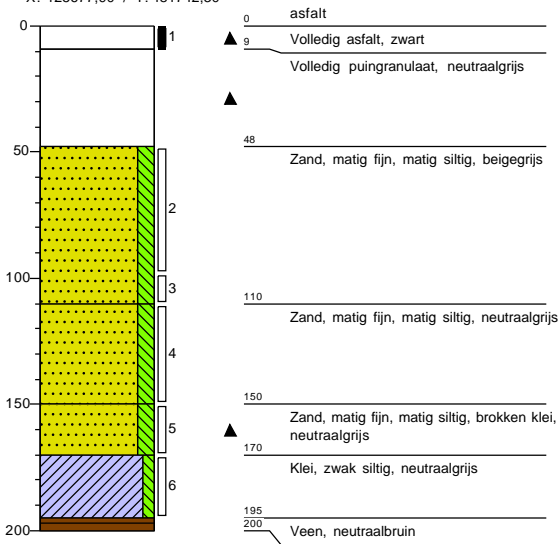 0
50
100
150
200
1
2
3
4
5
6
0
asfalt
9
Volledig asfalt, zwart
Volledig puingranulaat, neutraalgrijs
48
Zand, matig fijn, matig siltig, beigegrijs
110
Zand, matig fijn, matig siltig, neutraalgrijs
150
Zand, matig fijn, matig siltig, brokken klei,
neutraalgrijs
170
Klei, zwak siltig, neutraalgrijs
195
200
Veen, neutraalbruin